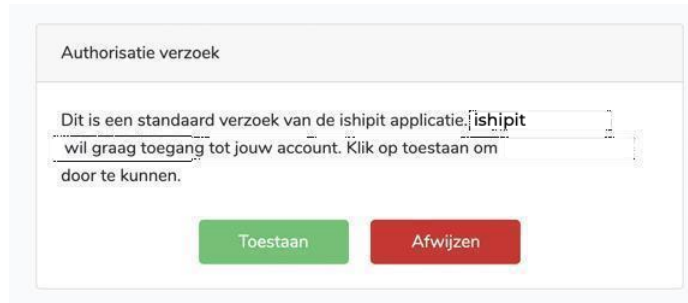 Authorisatie verzoek
Dit is een standaard verzoek van de ishipit applicatie. ishipit
wil graag toegang tot jouw account. Klik op toestaan om
door te kunnen.
Toestaan Afwijzen